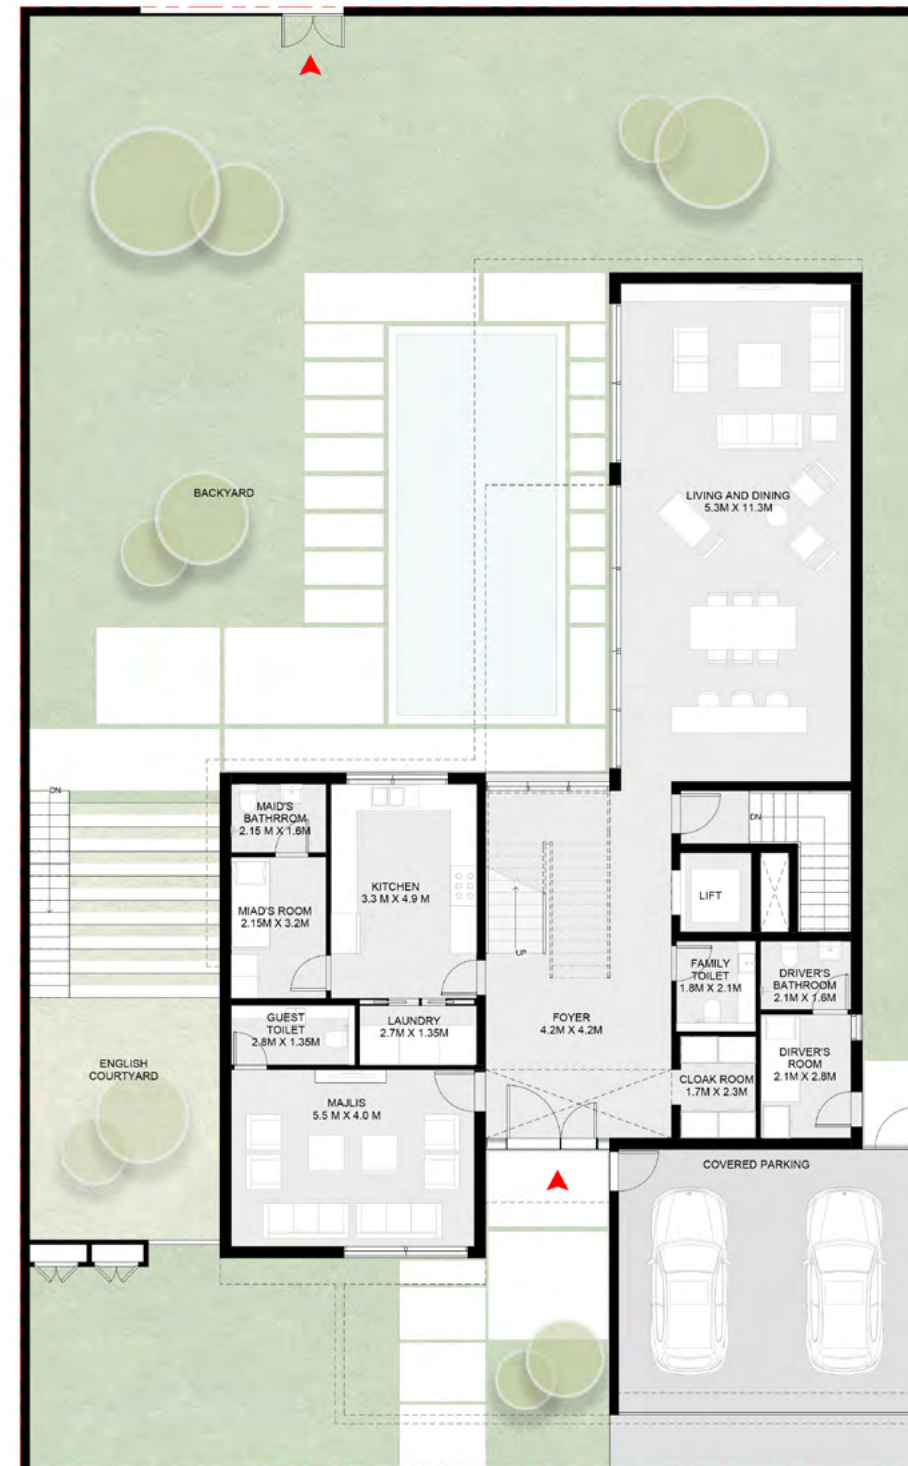 BACKYARD
LIVING AND DINING
5.3M X 11.3M
DN
MAID'S
BATHRROM
2.15 M X 1.6M
KITCHEN
3.3 M X 4.9 M
MIAD'S ROOM
2.15M X 3.2M
UP
DN
LIFT
FAMILY
TOILET
1.8M X 2.1M
DRIVER'S
BATHROOM
2.1M X 1.6M
GUEST
TOILET
2.8M X 1.35M
LAUNDRY
2.7M X 1.35M
FOYER
4.2M X 4.2M
DIRVER'S
ROOM
2.1M X 2.8M
ENGLISH
COURTYARD
CLOAK ROOM
1.7M X 2.3M
MAJLIS
5.5 M X 4.0 M
COVERED PARKING